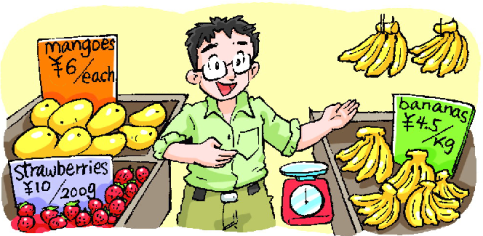 mangoes
¥6
/each
strawberries
¥10/200g
bananas
¥4.5
/kg